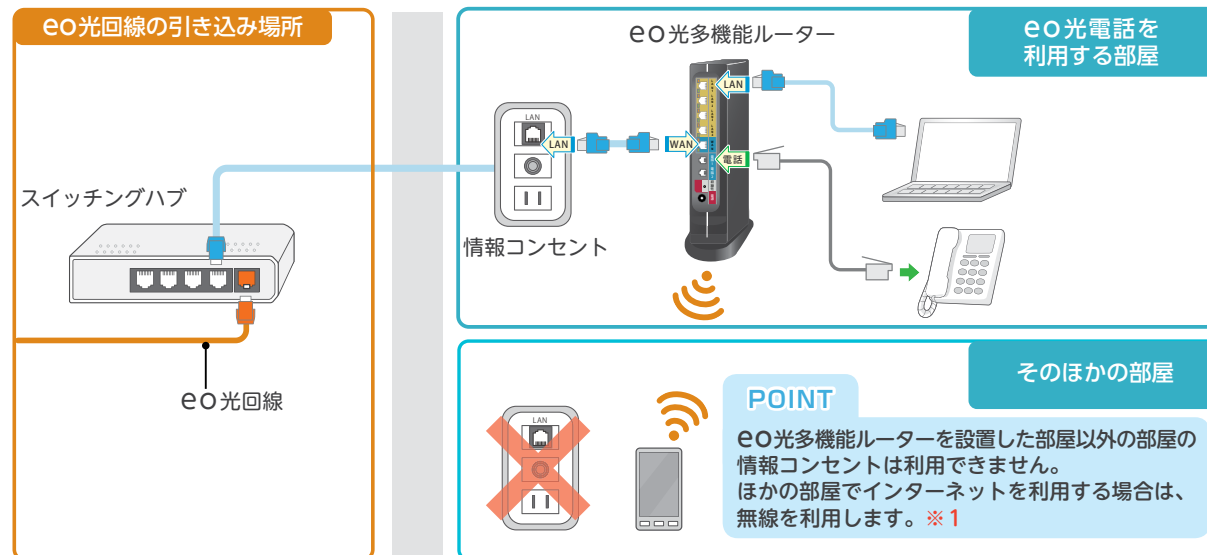 eo光回線の引き込み場所
スイッチングハブ
eo光回線
eo光多機能ルーター
eo光電話を
利用する部屋
LAN
LAN
WAN
LAN
電話
情報コンセント
そのほかの部屋
LAN
POINT
eo光多機能ルーターを設置した部屋以外の部屋の
情報コンセントは利用できません。
ほかの部屋でインターネットを利用する場合は、
無線を利用します。※1